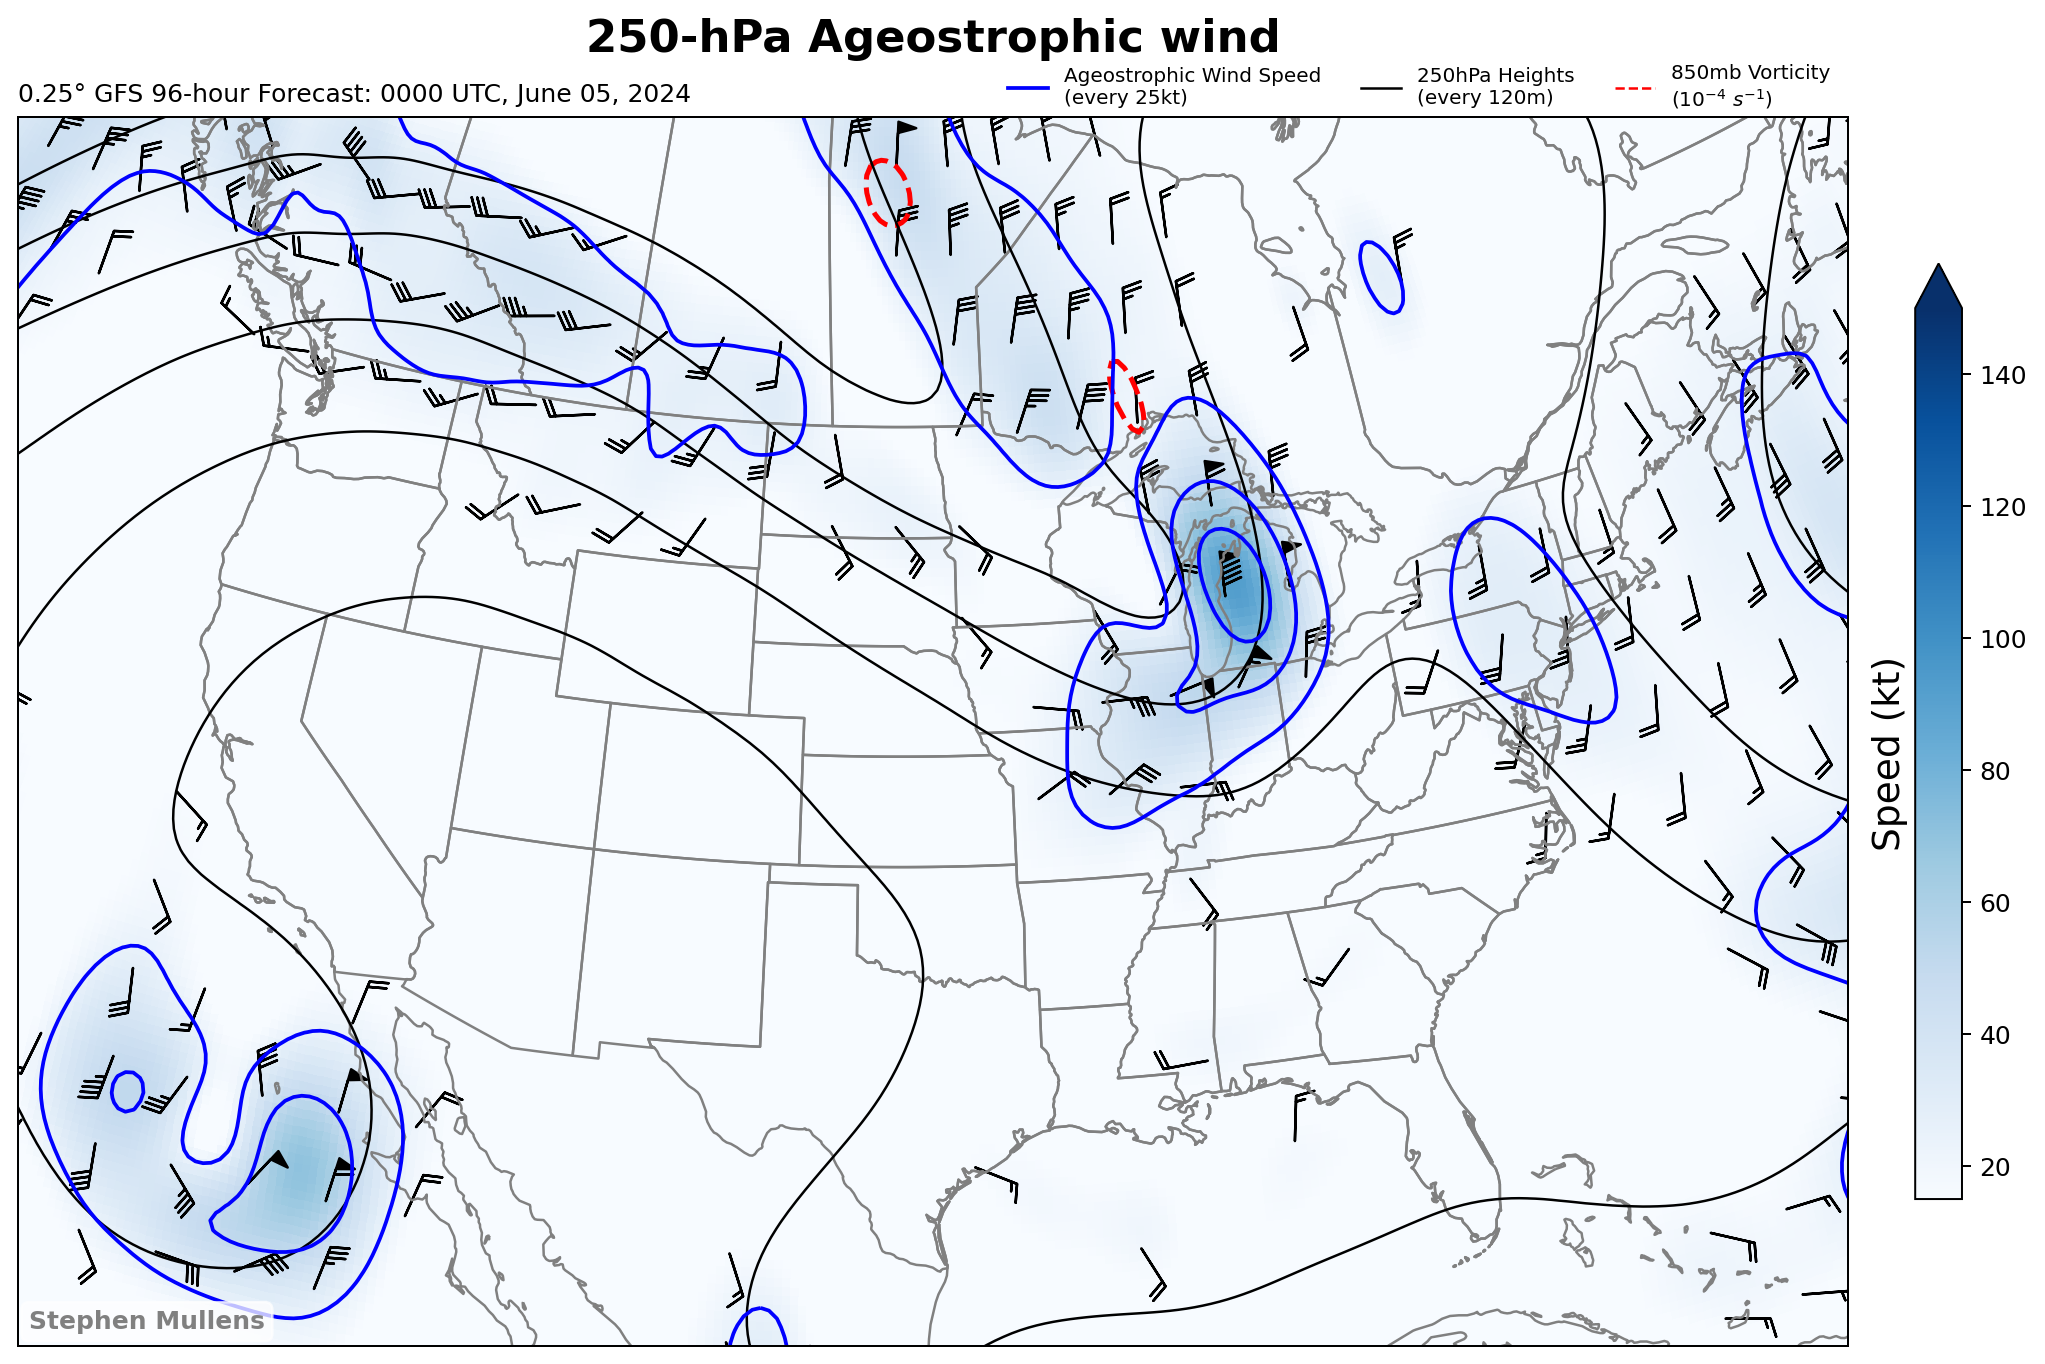 250-hPa Ageostrophic wind
0.25° GFS 96-hour Forecast: 0000 UTC, June 05, 2024
Ageostrophic Wind Speed
(every 25kt)
250hPa Heights
(every 120m)
850mb Vorticity
(10⁻⁴ s⁻¹)
140
120
100
80
60
40
20
Speed (kt)
Stephen Mullens